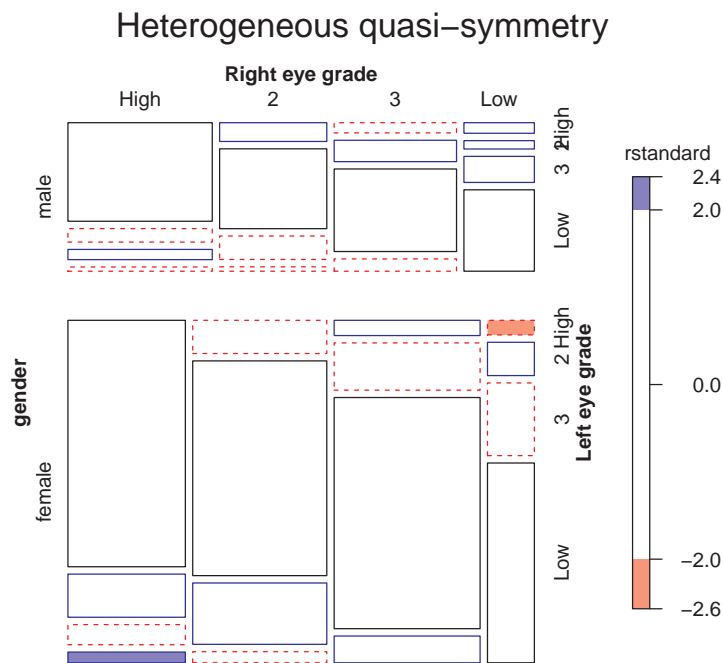 Heterogeneous quasi−symmetry
Right eye grade
High 2 3 Low
male
High
2
3
Low
gender
female
High
2
3
Low
Left eye grade
rstandard
2.4
2.0
0.0
−2.0
−2.6